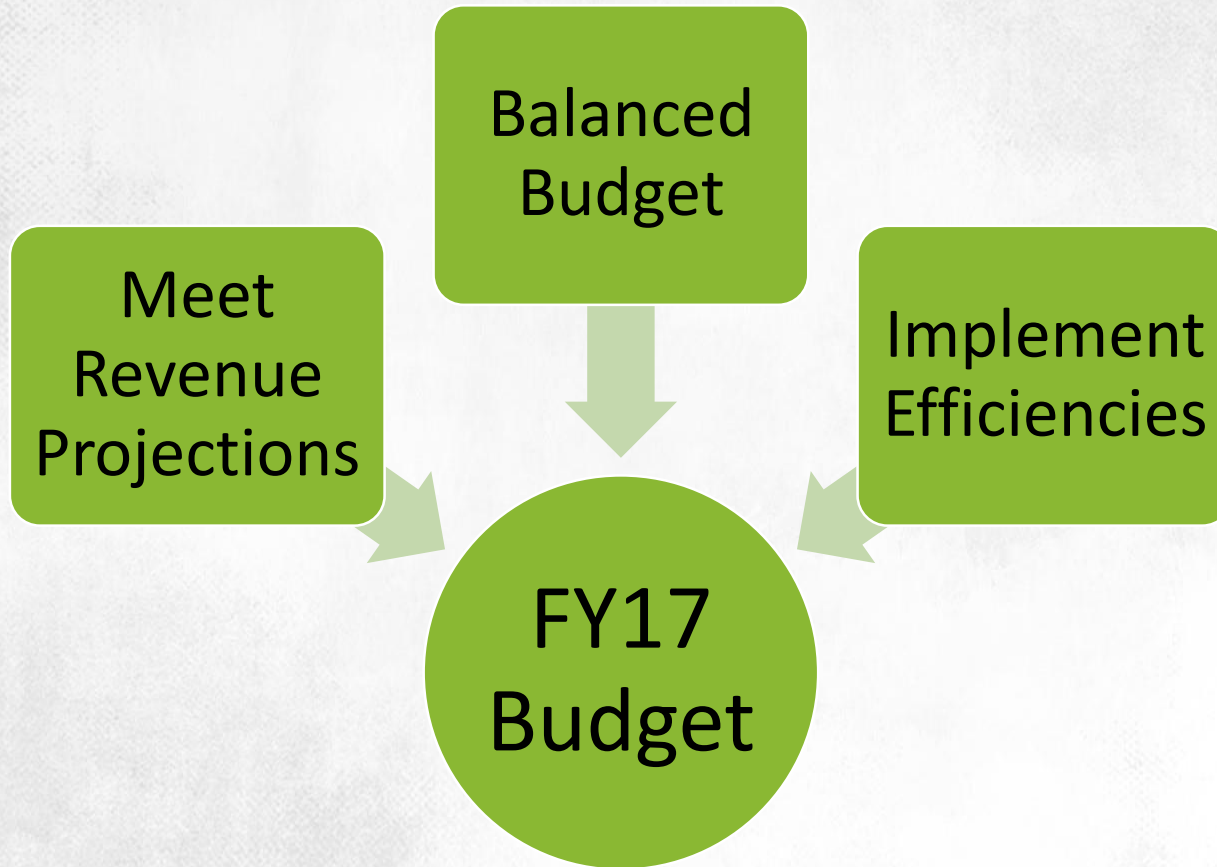 Balanced
Budget
Meet
Revenue
Projections
Implement
Efficiencies
FY17
Budget